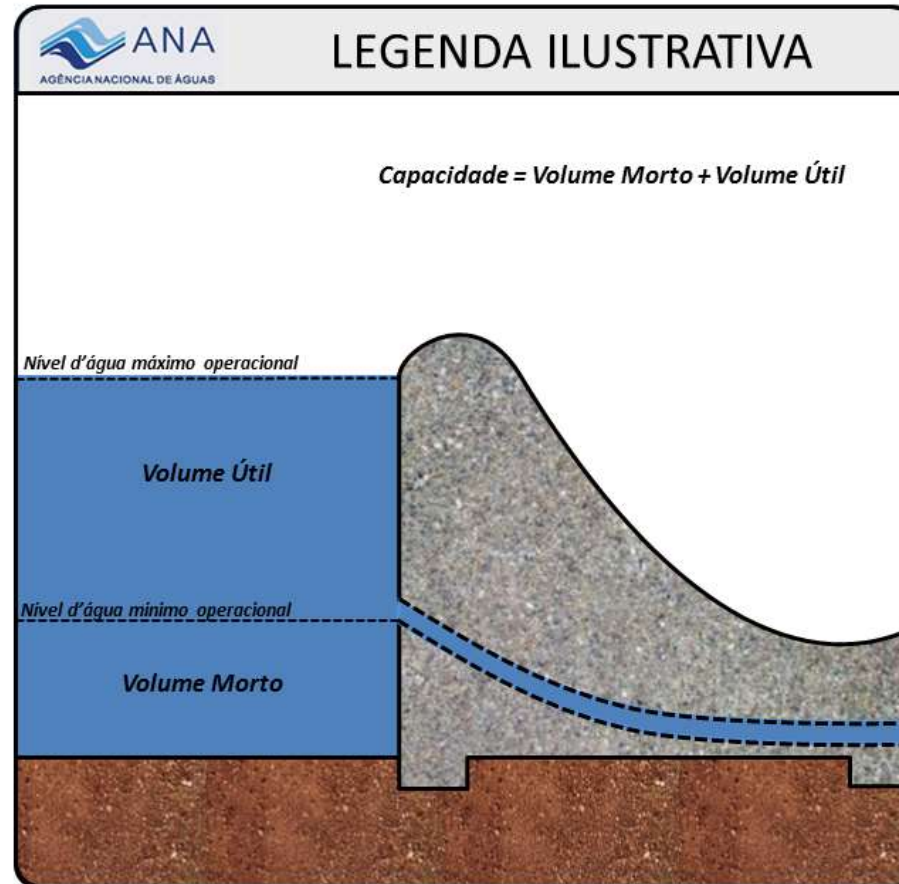 ANA
AGÊNCIA NACIONAL DE ÁGUAS
LEGENDA ILUSTRATIVA
Capacidade = Volume Morto + Volume Útil
Nível d'água máximo operacional
Volume Útil
Nível d'água mínimo operacional
Volume Morto